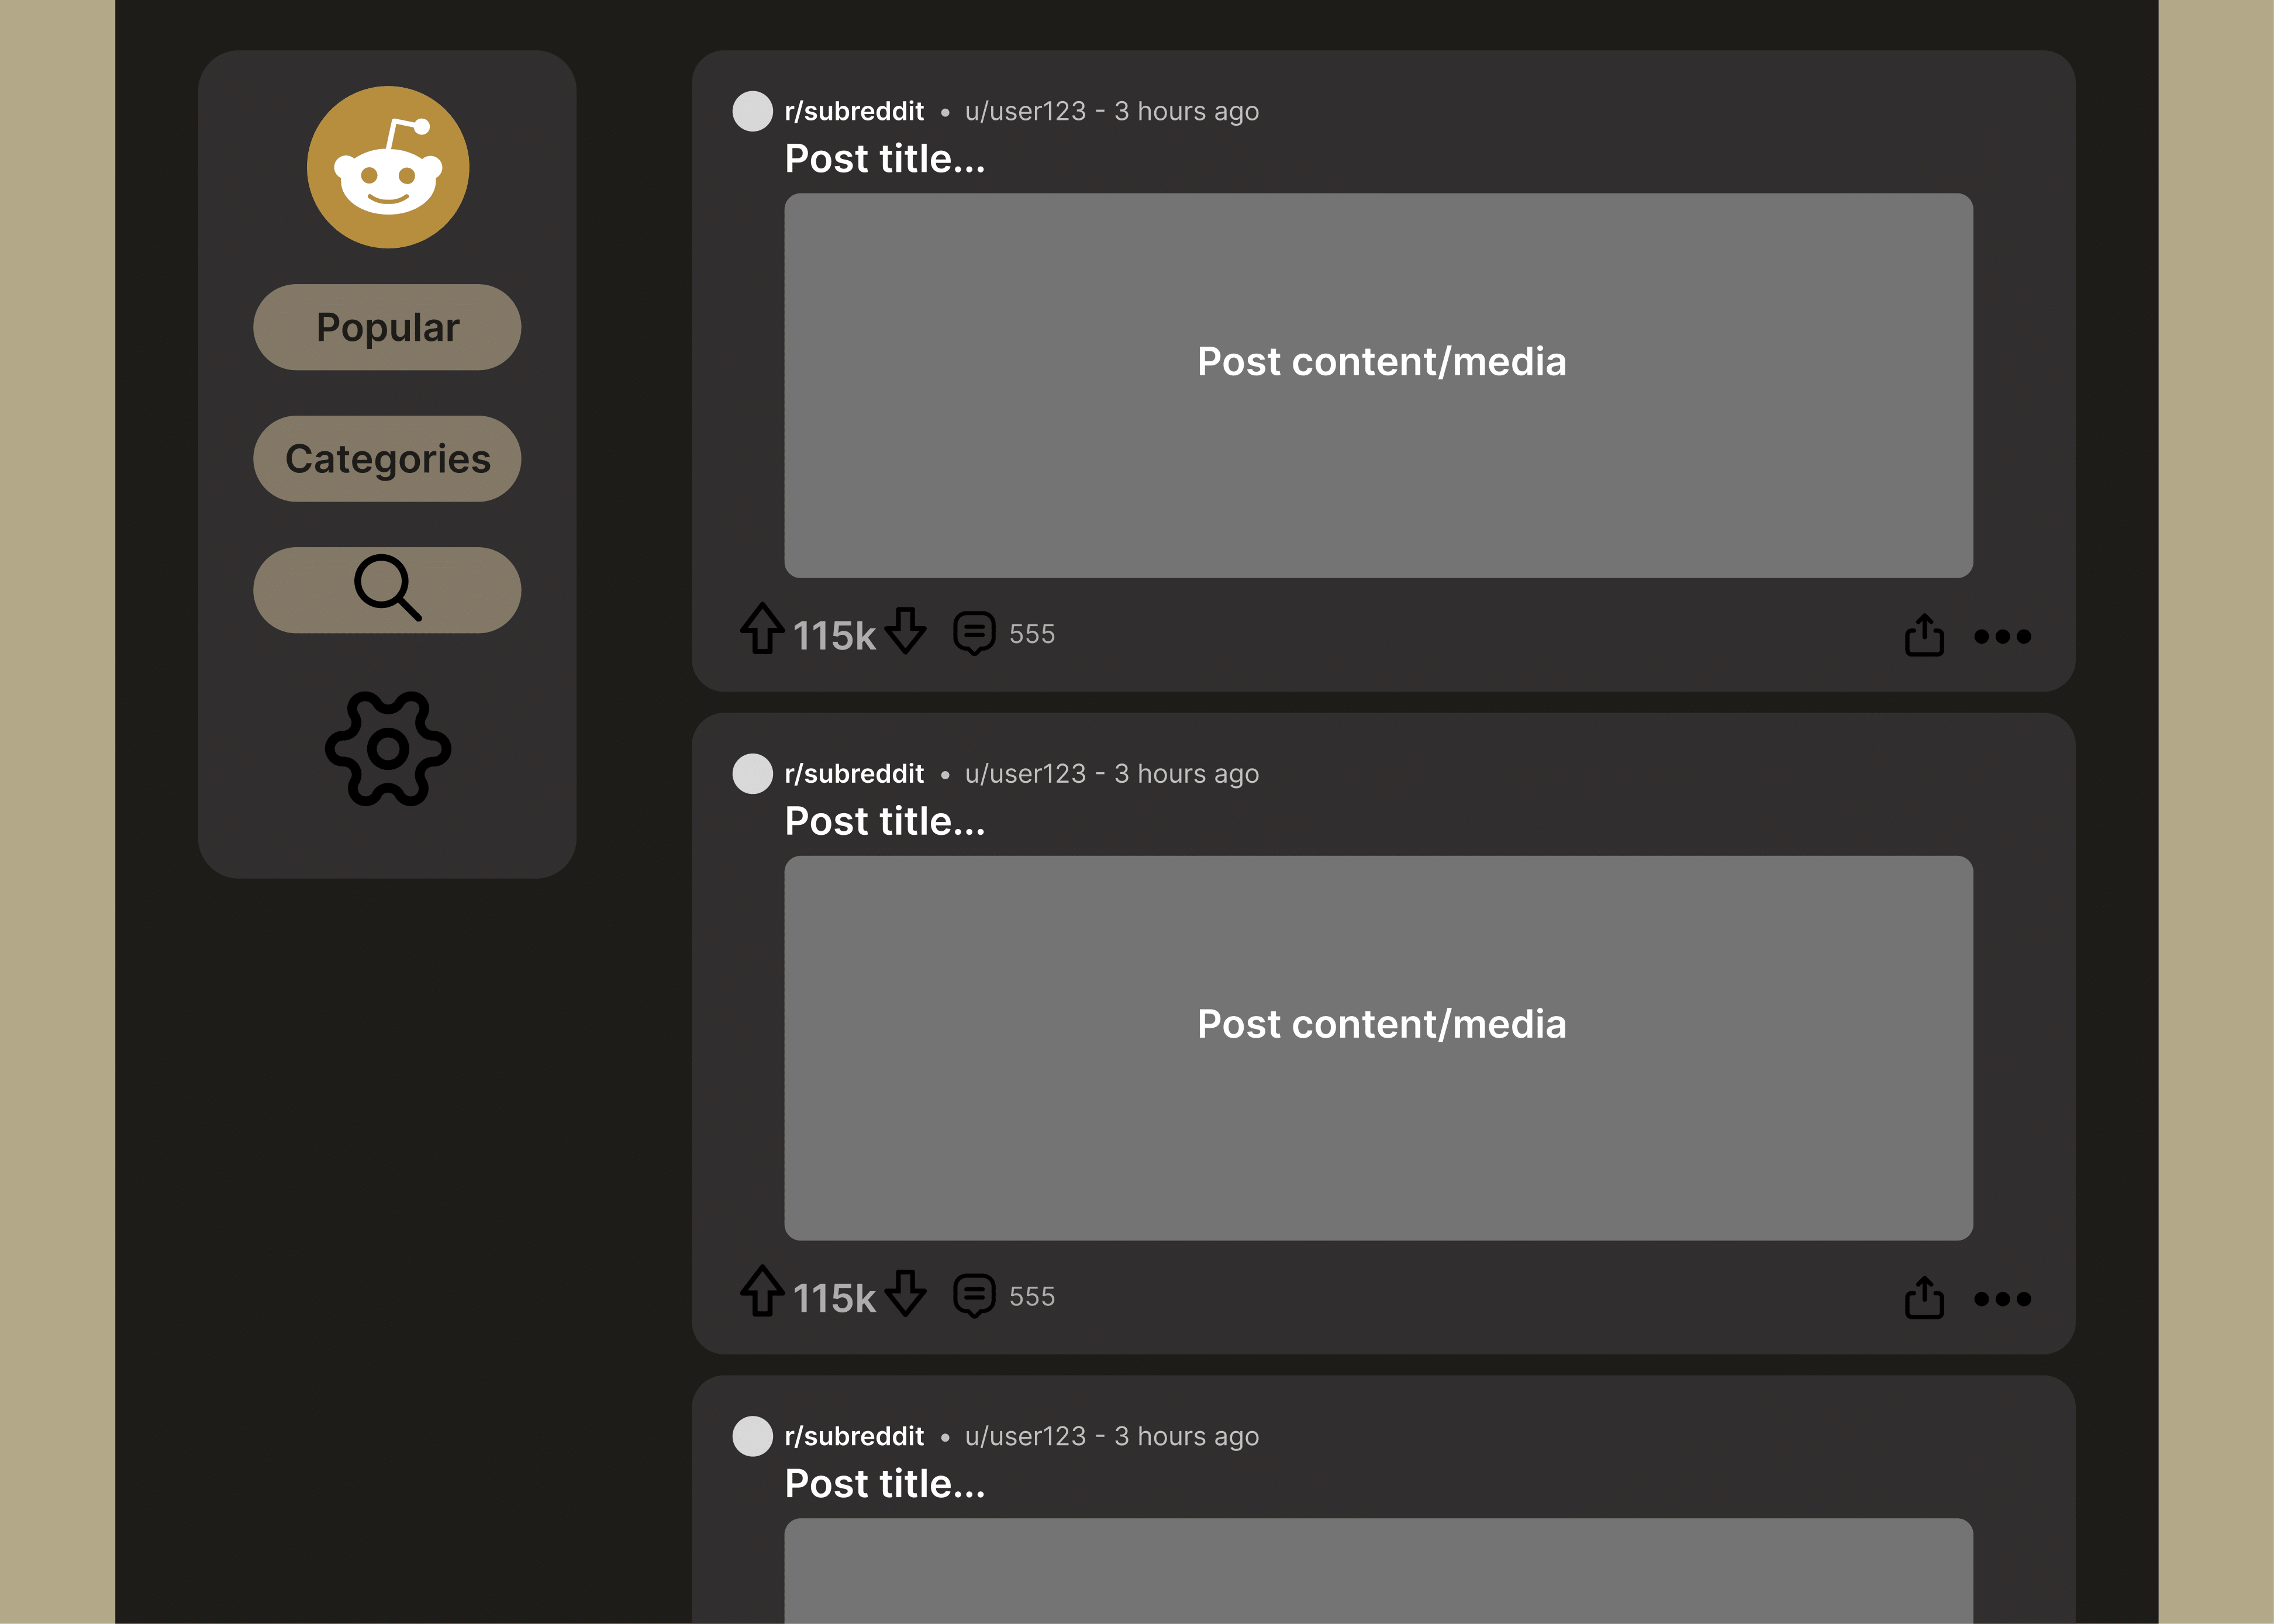 Popular
Categories
r/subreddit • u/user123 - 3 hours ago
Post title...
Post content/media
115k 555
r/subreddit • u/user123 - 3 hours ago
Post title...
Post content/media
115k 555
r/subreddit • u/user123 - 3 hours ago
Post title...